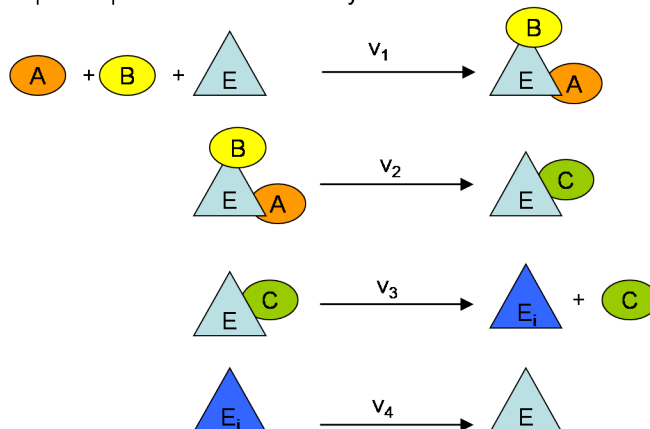 B
A + B + E v1 E A
B
v2 C
E A E
v3
E C Ei + C
Ei v4 E